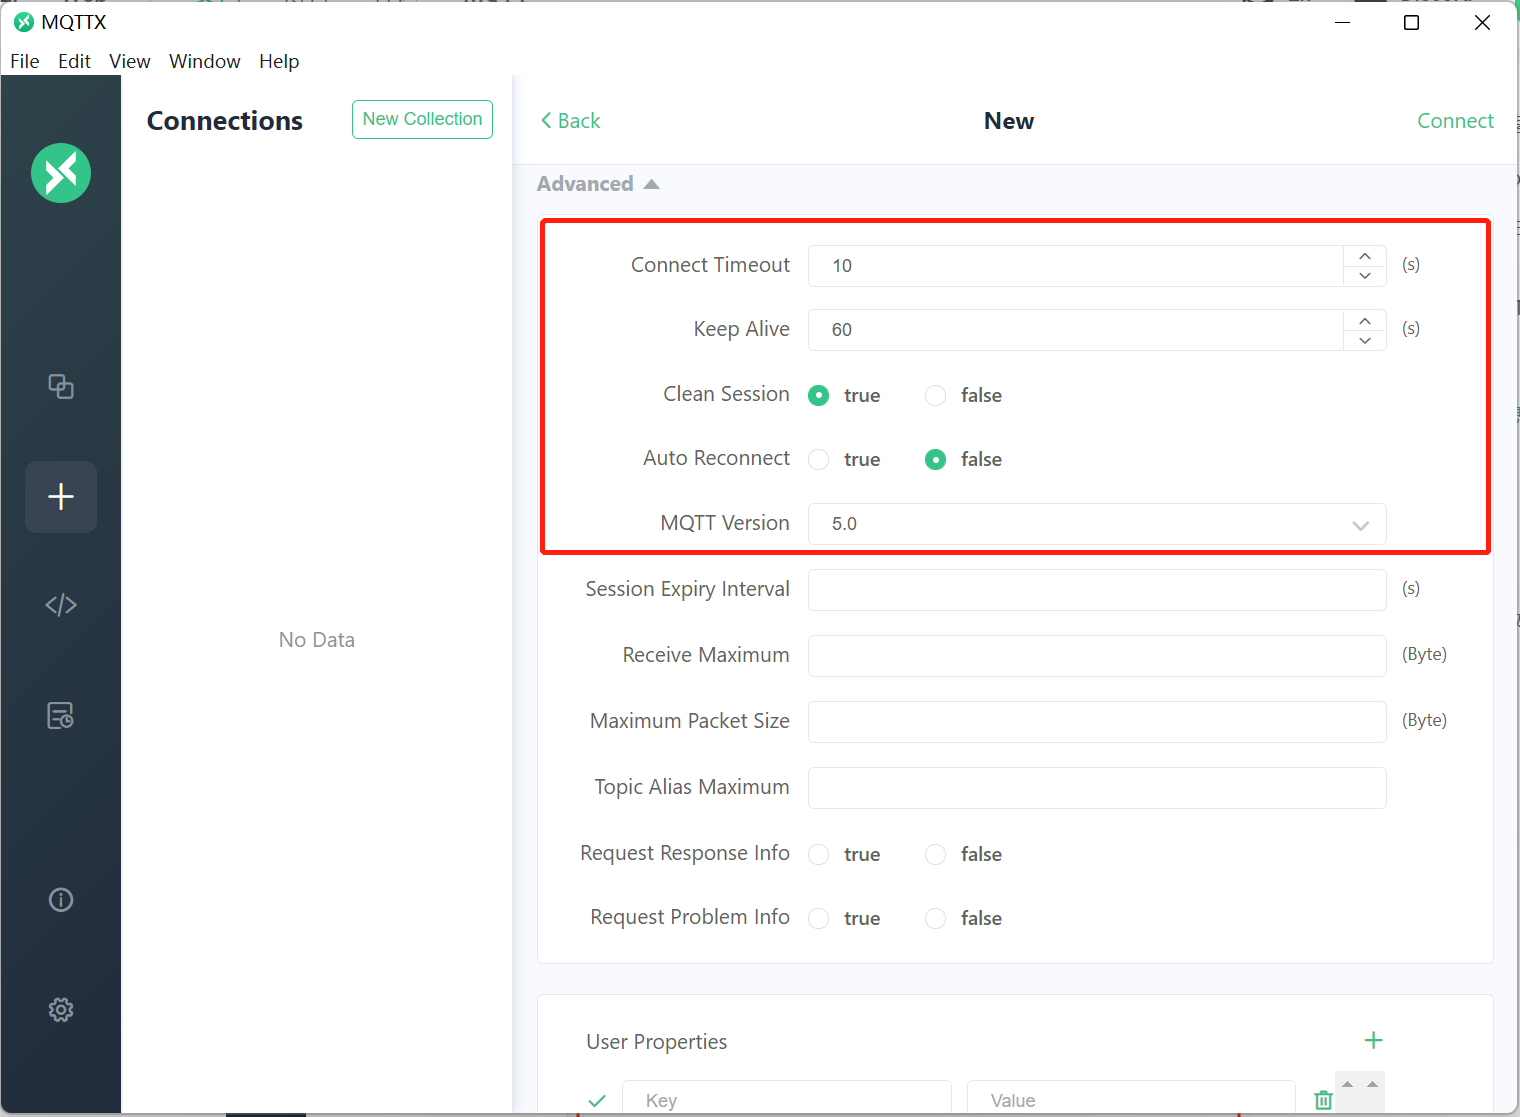 MQTTX
File Edit View Window Help
Connections
New Collection
Back
New
Connect
Advanced
Connect Timeout 10 (s)
Keep Alive 60 (s)
Clean Session true false
Auto Reconnect true false
MQTT Version 5.0
No Data
Session Expiry Interval (s)
Receive Maximum (Byte)
Maximum Packet Size (Byte)
Topic Alias Maximum
Request Response Info true false
Request Problem Info true false
User Properties
Key Value